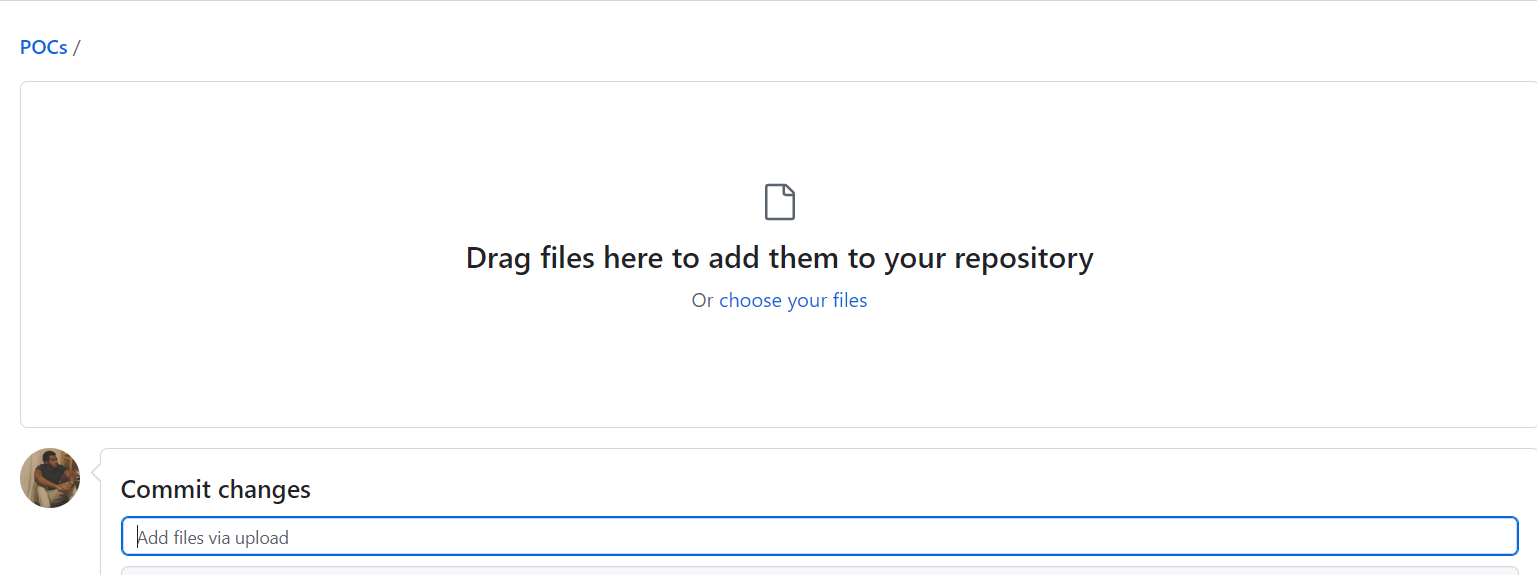 POCs /
Drag files here to add them to your repository
Or choose your files
Commit changes
Add files via upload